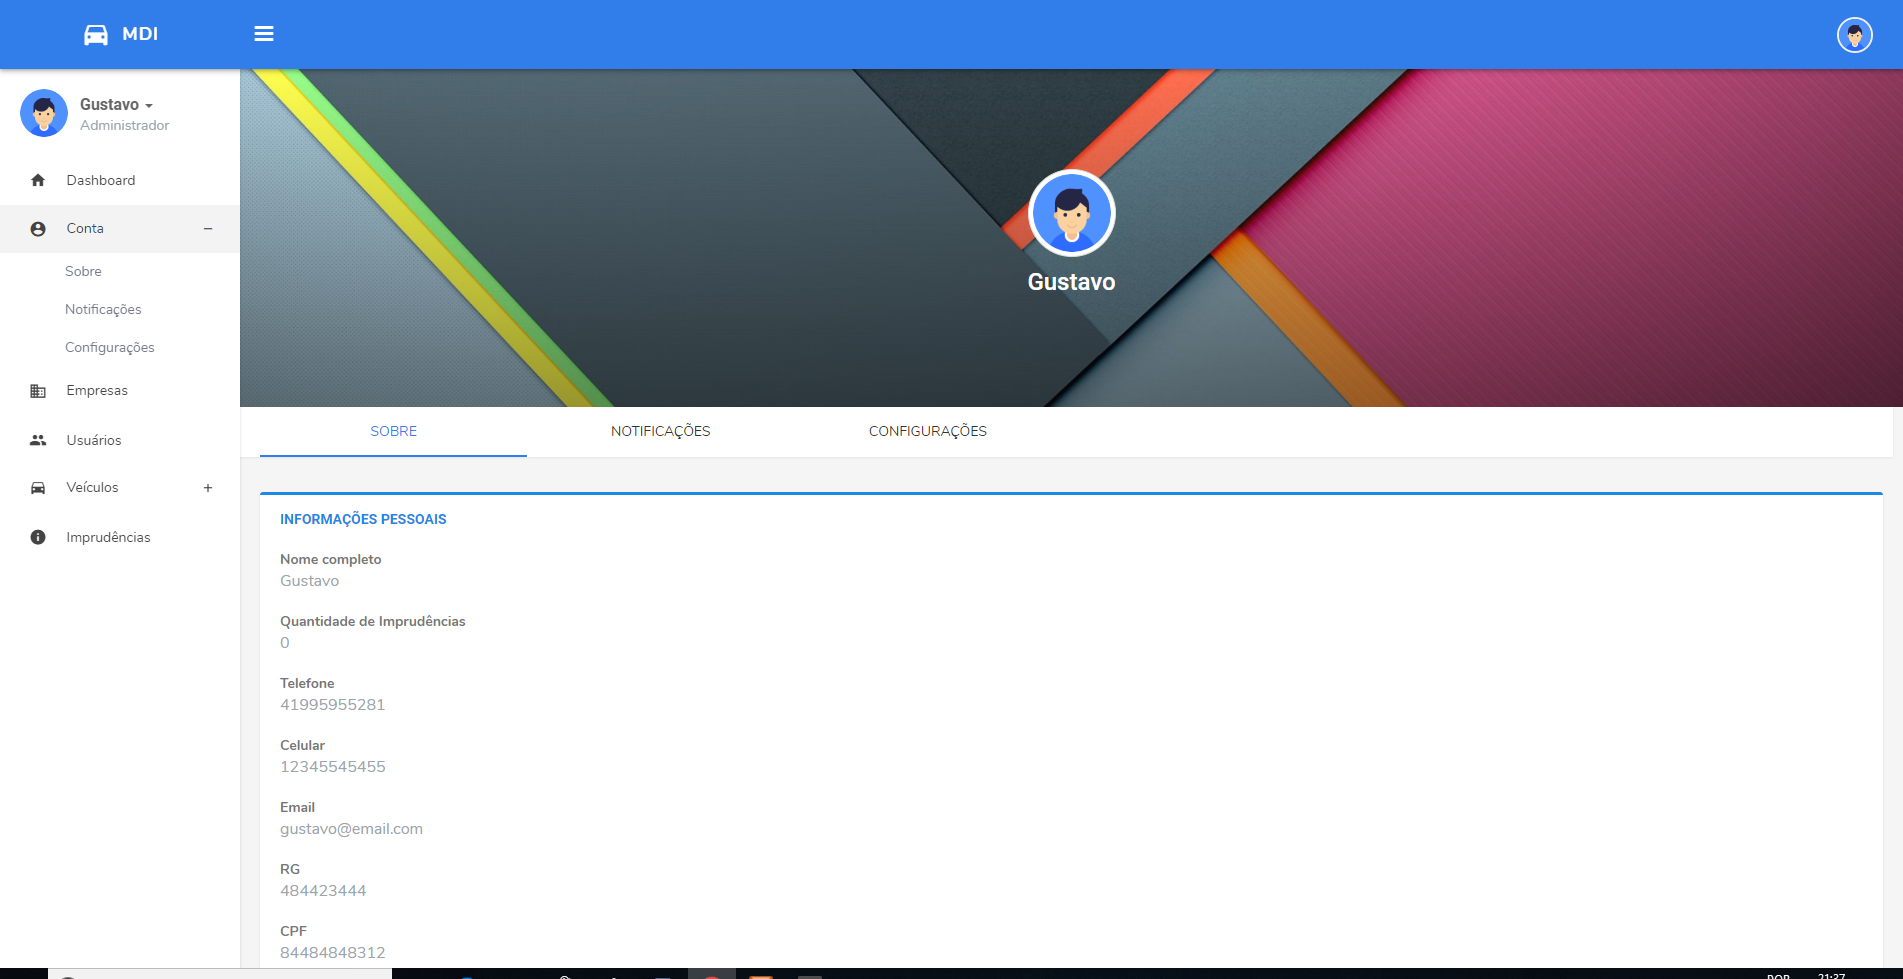 MDI
Gustavo
Administrador
Dashboard
Conta
Sobre
Notificações
Configurações
Empresas
Usuários
Veículos
Imprudências
Gustavo
SOBRE
NOTIFICAÇÕES
CONFIGURAÇÕES
INFORMAÇÕES PESSOAIS
Nome completo
Gustavo
Quantidade de Imprudências
0
Telefone
41995955281
Celular
12345545455
Email
gustavo@email.com
RG
484423444
CPF
84484848312